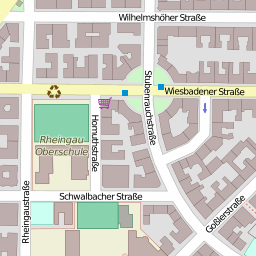 Wilhelmshöher Straße
Wiesbadener Straße
Stubenrauchstraße
Homuthstraße
Rheingau
Oberschule
Schwalbacher Straße
Rheingaustraße
Goßlerstraße